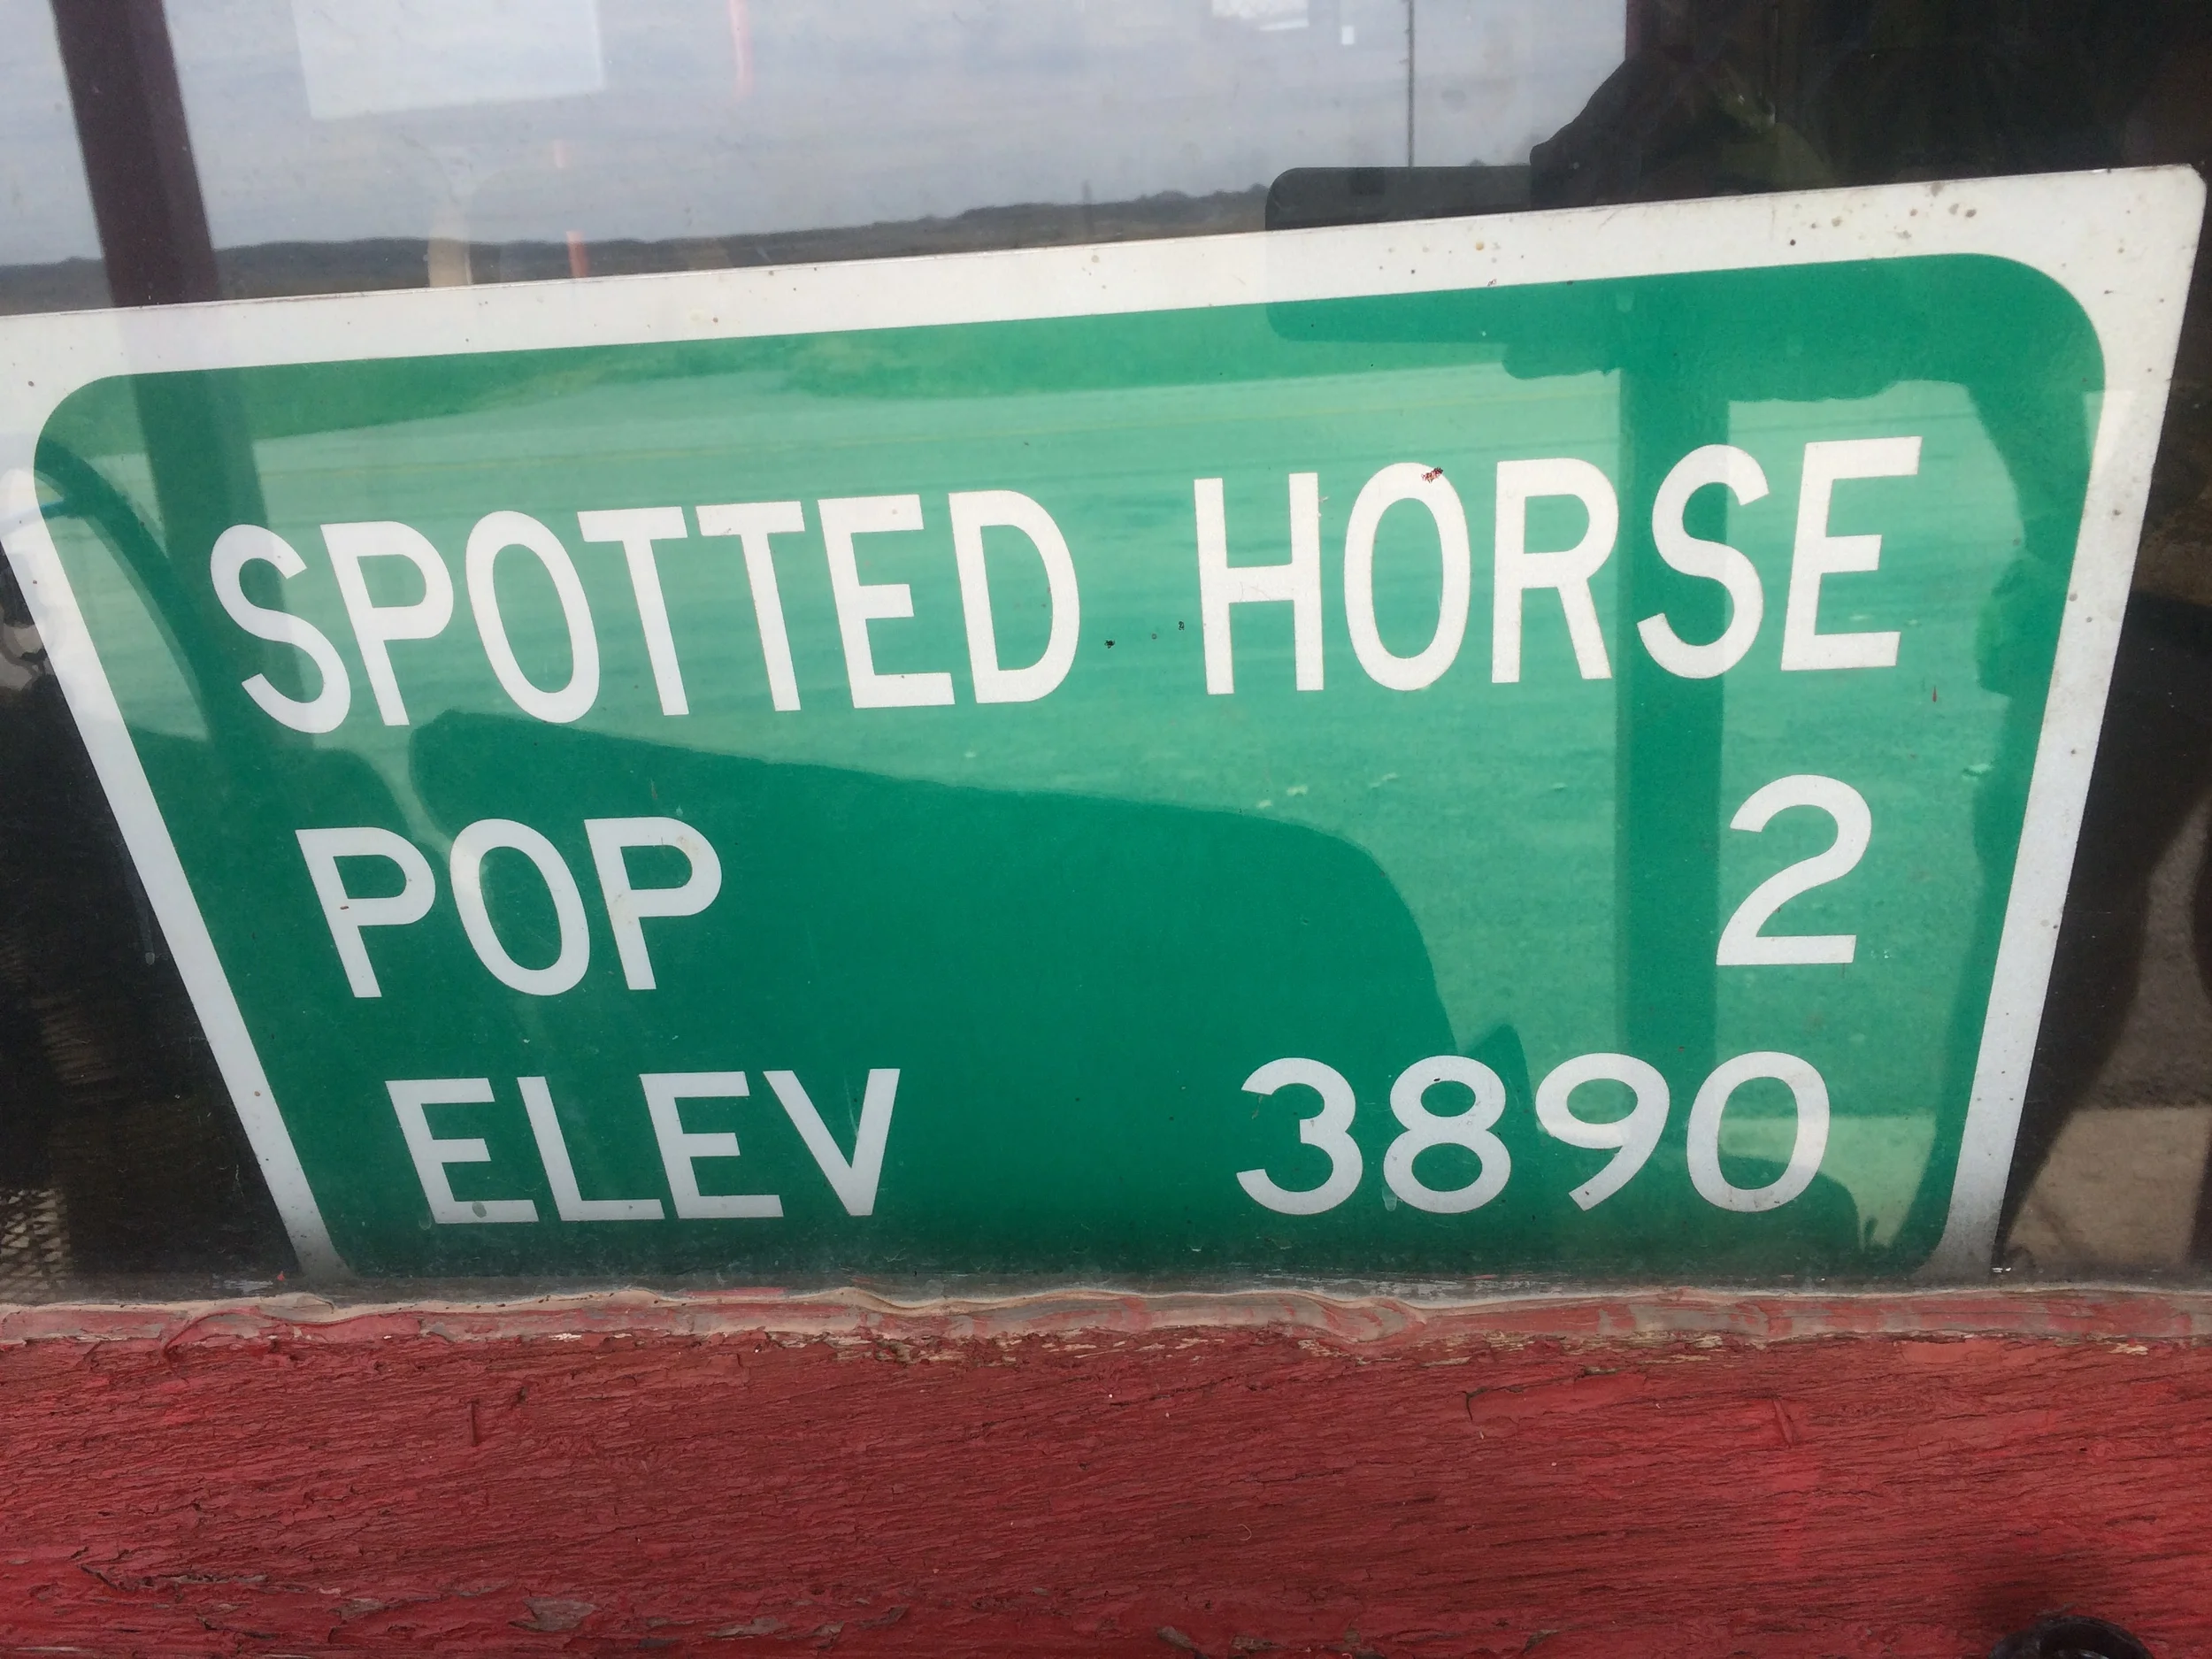 SPOTTED HORSE
POP 2
ELEV 3890